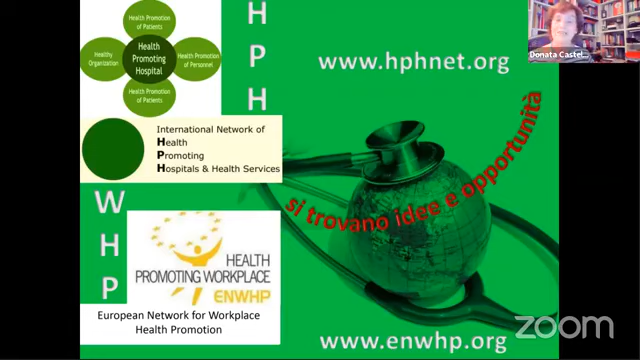 Health Promotion
of Patients
Healthy
Organization
Health
Promoting
Hospital
Health Promotion
of Personnel
Health Promotion
of Patients
HPH
www.hphnet.org
Donata Castel...
International Network of
Health
Promoting
Hospitals & Health Services
si trovano idee e opportunità
WHP
HEALTH
PROMOTING WORKPLACE
ENWHP
European Network for Workplace
Health Promotion
www.enwhp.org
zoom